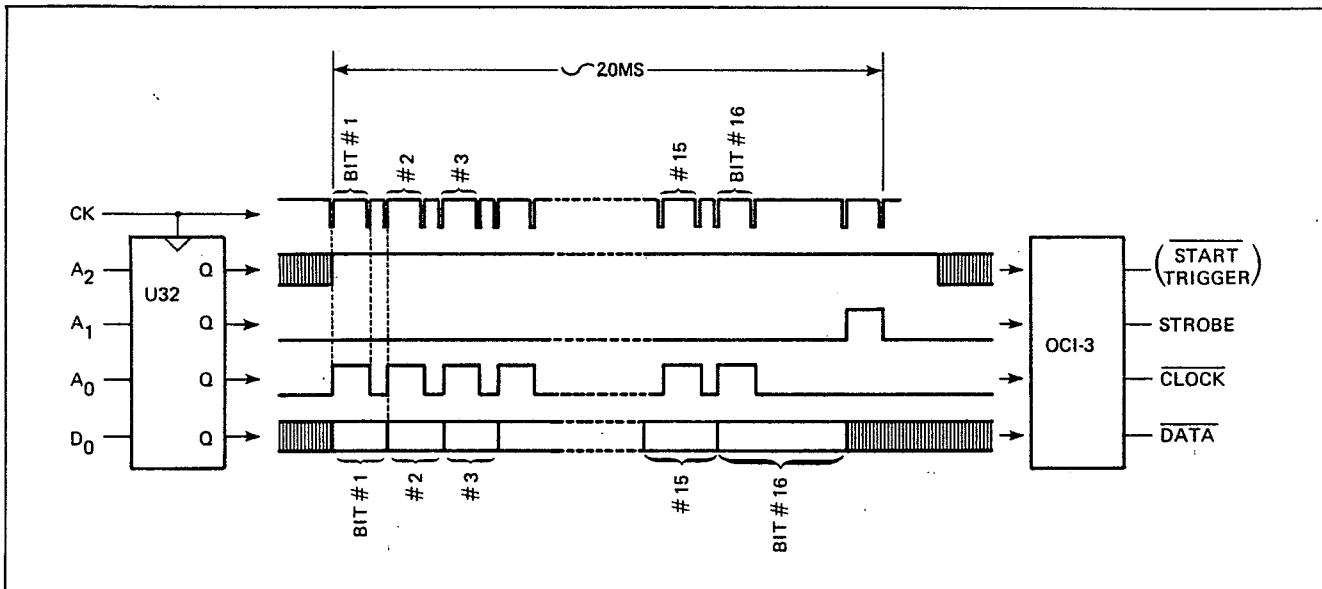 ~20MS
BIT #1
#2
#3
#15
BIT #16
CK
A2
A1
A0
D0
U32
Q
Q
Q
Q
OCI-3
(START
TRIGGER)
STROBE
CLOCK
DATA
BIT #1
#2
#3
#15
BIT #16